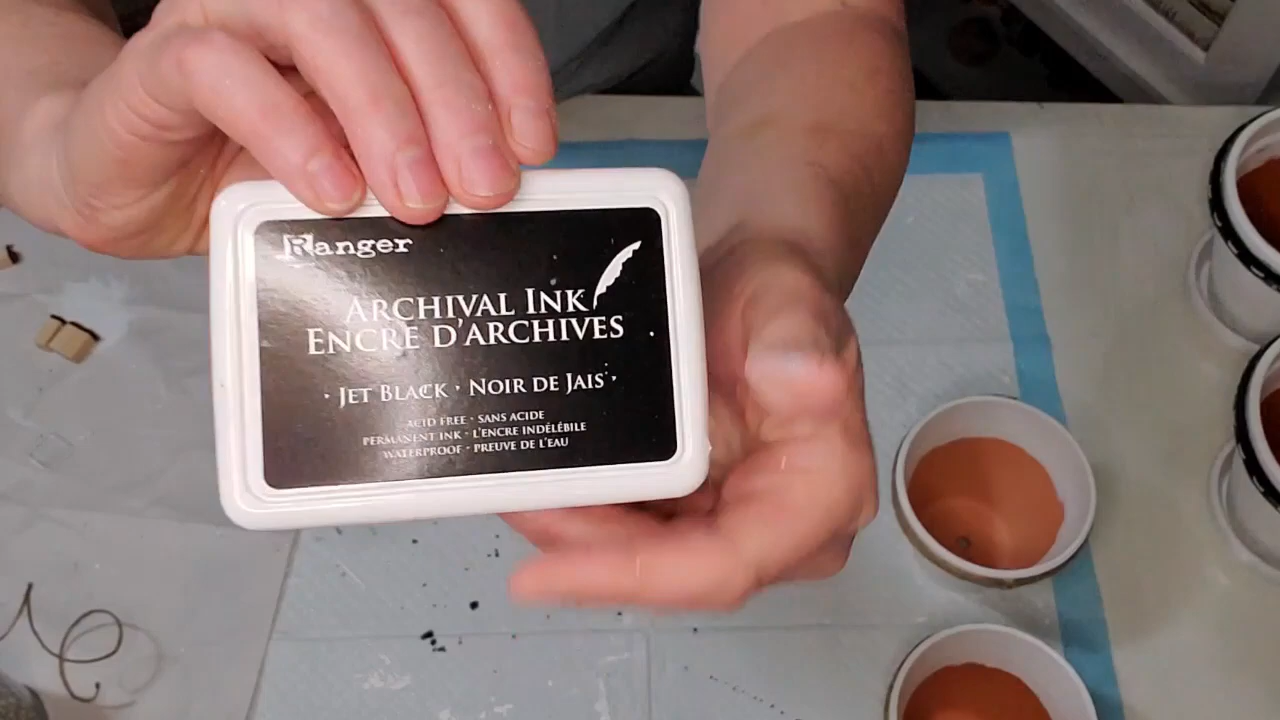 Ranger
ARCHIVAL INK
ENCRE D'ARCHIVES
· JET BLACK · NOIR DE JAIS ·
ACID FREE · SANS ACIDE
PERMANENT INK · L'ENCRE INDÉLÉBILE
WATERPROOF · PREUVE DE L'EAU